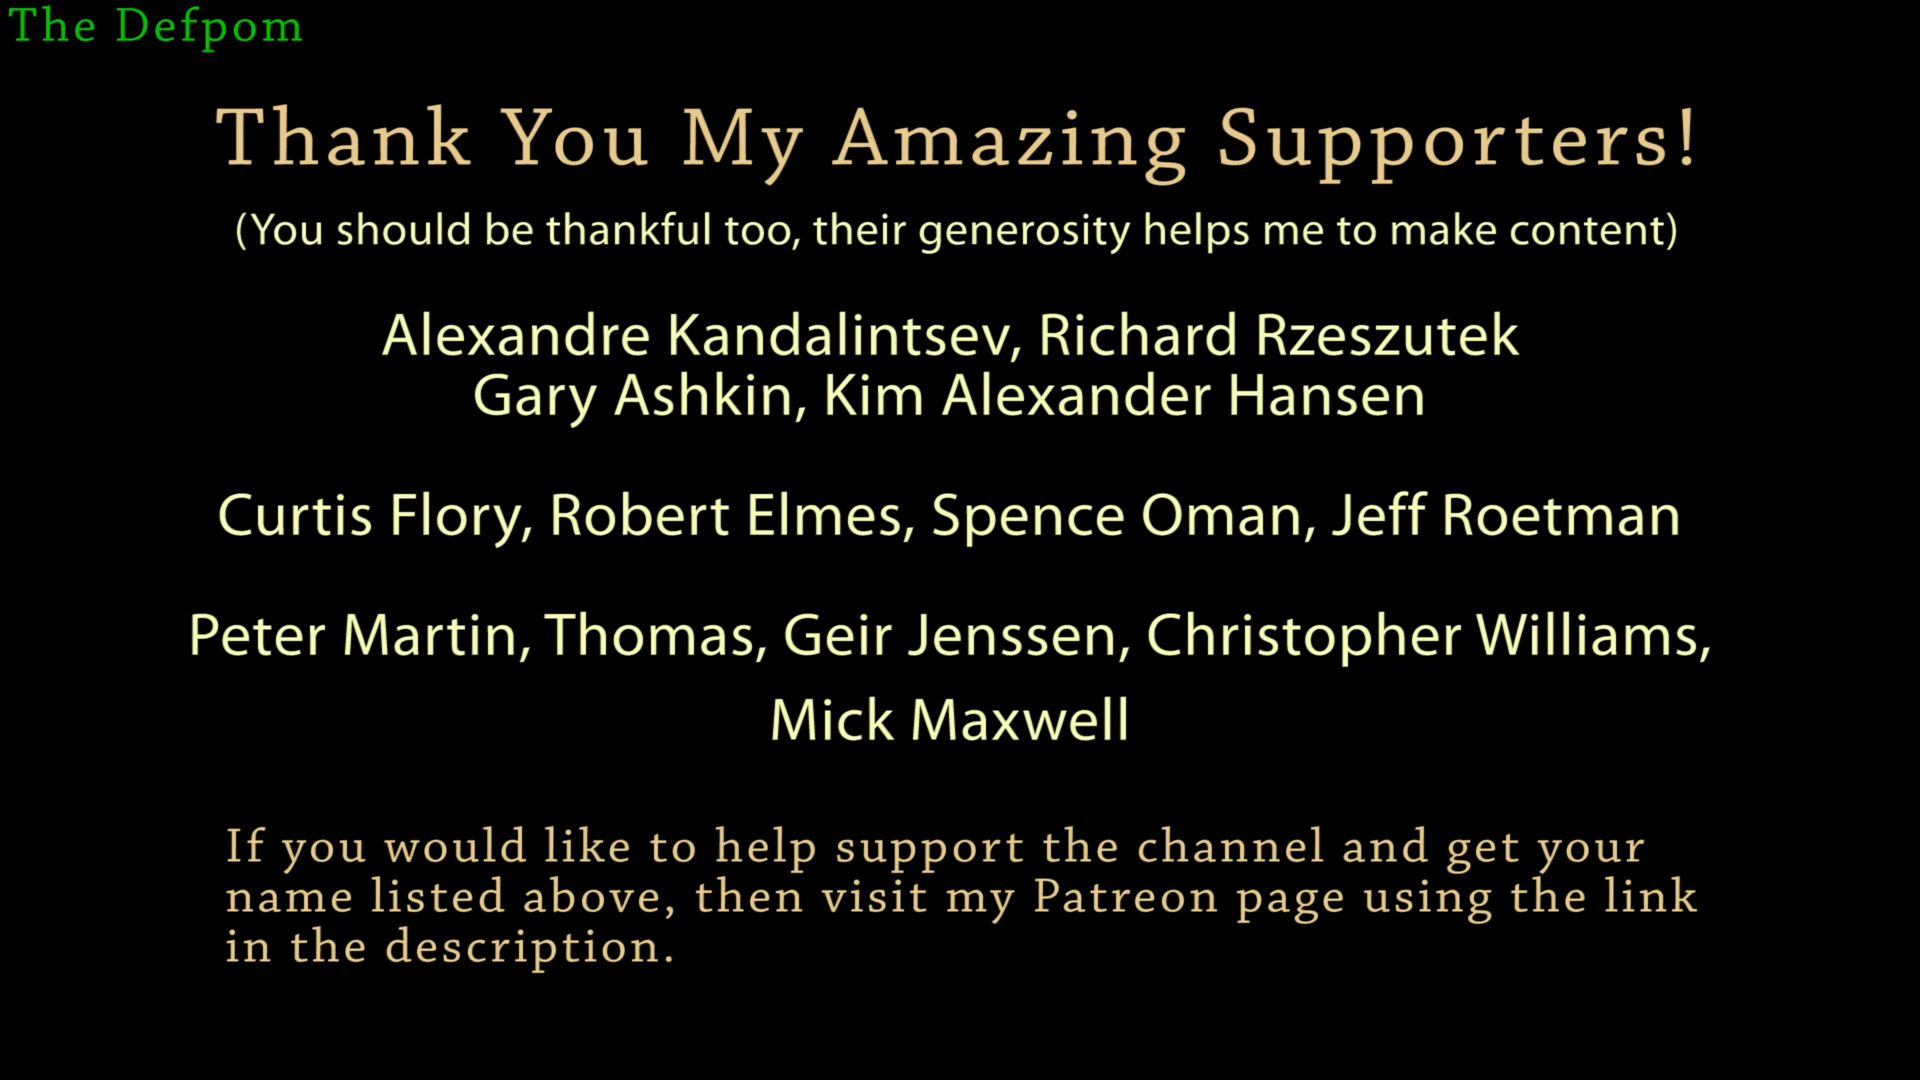 The Defpom
Thank You My Amazing Supporters!
(You should be thankful too, their generosity helps me to make content)
Alexandre Kandalintsev, Richard Rzeszutek
Gary Ashkin, Kim Alexander Hansen
Curtis Flory, Robert Elmes, Spence Oman, Jeff Roetman
Peter Martin, Thomas, Geir Jenssen, Christopher Williams,
Mick Maxwell
If you would like to help support the channel and get your
name listed above, then visit my Patreon page using the link
in the description.